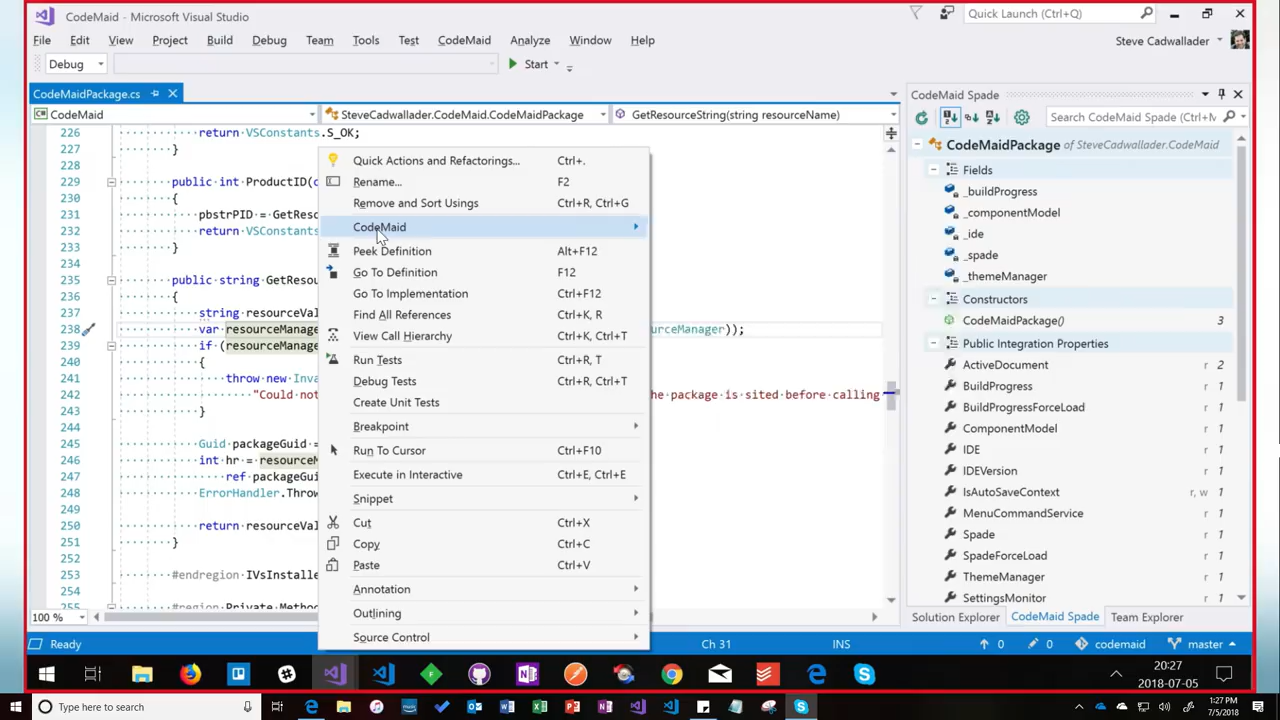 CodeMaid - Microsoft Visual Studio
Quick Launch (Ctrl+Q)
File Edit View Project Build Debug Team Tools Test CodeMaid Analyze Window Help
Steve Cadwallader
Debug
Start
CodeMaidPackage.cs
CodeMaid
SteveCadwallader.CodeMaid.CodeMaidPackage
GetResourceString(string resourceName)
226 return VSConstants.S_OK;
227 }
228
229 public int ProductID(
230 {
231 pbstrPID = GetRes
232 return VSConstants
233 }
234
235 public string GetReso
236 {
237 string resourceVal
238 var resourceManage urceManager));
239 if (resourceManage
240 {
241 throw new Inva
242 "Could not he package is sited before calling
243 }
244
245 Guid packageGuid =
246 int hr = resourceM
247 ref packageGui
248 ErrorHandler.Throw
249
250 return resourceVal
251 }
252
253 #endregion IVsInstalle
254
255 #region Private Metho
Quick Actions and Refactorings... Ctrl+.
Rename... F2
Remove and Sort Usings Ctrl+R, Ctrl+G
CodeMaid
Peek Definition Alt+F12
Go To Definition F12
Go To Implementation Ctrl+F12
Find All References Ctrl+K, R
View Call Hierarchy Ctrl+K, Ctrl+T
Run Tests Ctrl+R, T
Debug Tests Ctrl+R, Ctrl+T
Create Unit Tests
Breakpoint
Run To Cursor Ctrl+F10
Execute in Interactive Ctrl+E, Ctrl+E
Snippet
Cut Ctrl+X
Copy Ctrl+C
Paste Ctrl+V
Annotation
Outlining
Source Control
CodeMaid Spade
Search CodeMaid Spade (Ctrl+M
CodeMaidPackage of SteveCadwallader.CodeMaid
Fields
_buildProgress
_componentModel
_ide
_spade
_themeManager
Constructors
CodeMaidPackage() 3
Public Integration Properties
ActiveDocument r 2
BuildProgress r 1
BuildProgressForceLoad r 1
ComponentModel r 1
IDE r 1
IDEVersion r 1
IsAutoSaveContext r, w 1
MenuCommandService r 1
Spade r 1
SpadeForceLoad r 1
ThemeManager r 1
SettingsMonitor r 1
Solution Explorer CodeMaid Spade Team Explorer
100 %
Ready
Ch 31
INS
0
0
codemaid
master
20:27
2018-07-05
Type here to search
1:27 PM
7/5/2018